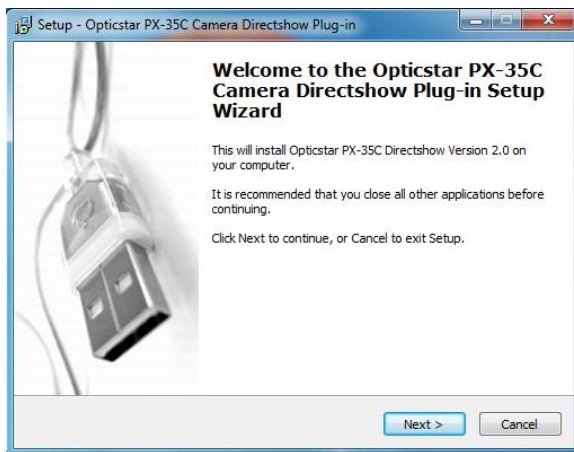 Setup - Opticstar PX-35C Camera Directshow Plug-in
Welcome to the Opticstar PX-35C
Camera Directshow Plug-in Setup
Wizard
This will install Opticstar PX-35C Directshow Version 2.0 on
your computer.
It is recommended that you close all other applications before
continuing.
Click Next to continue, or Cancel to exit Setup.
Next >
Cancel